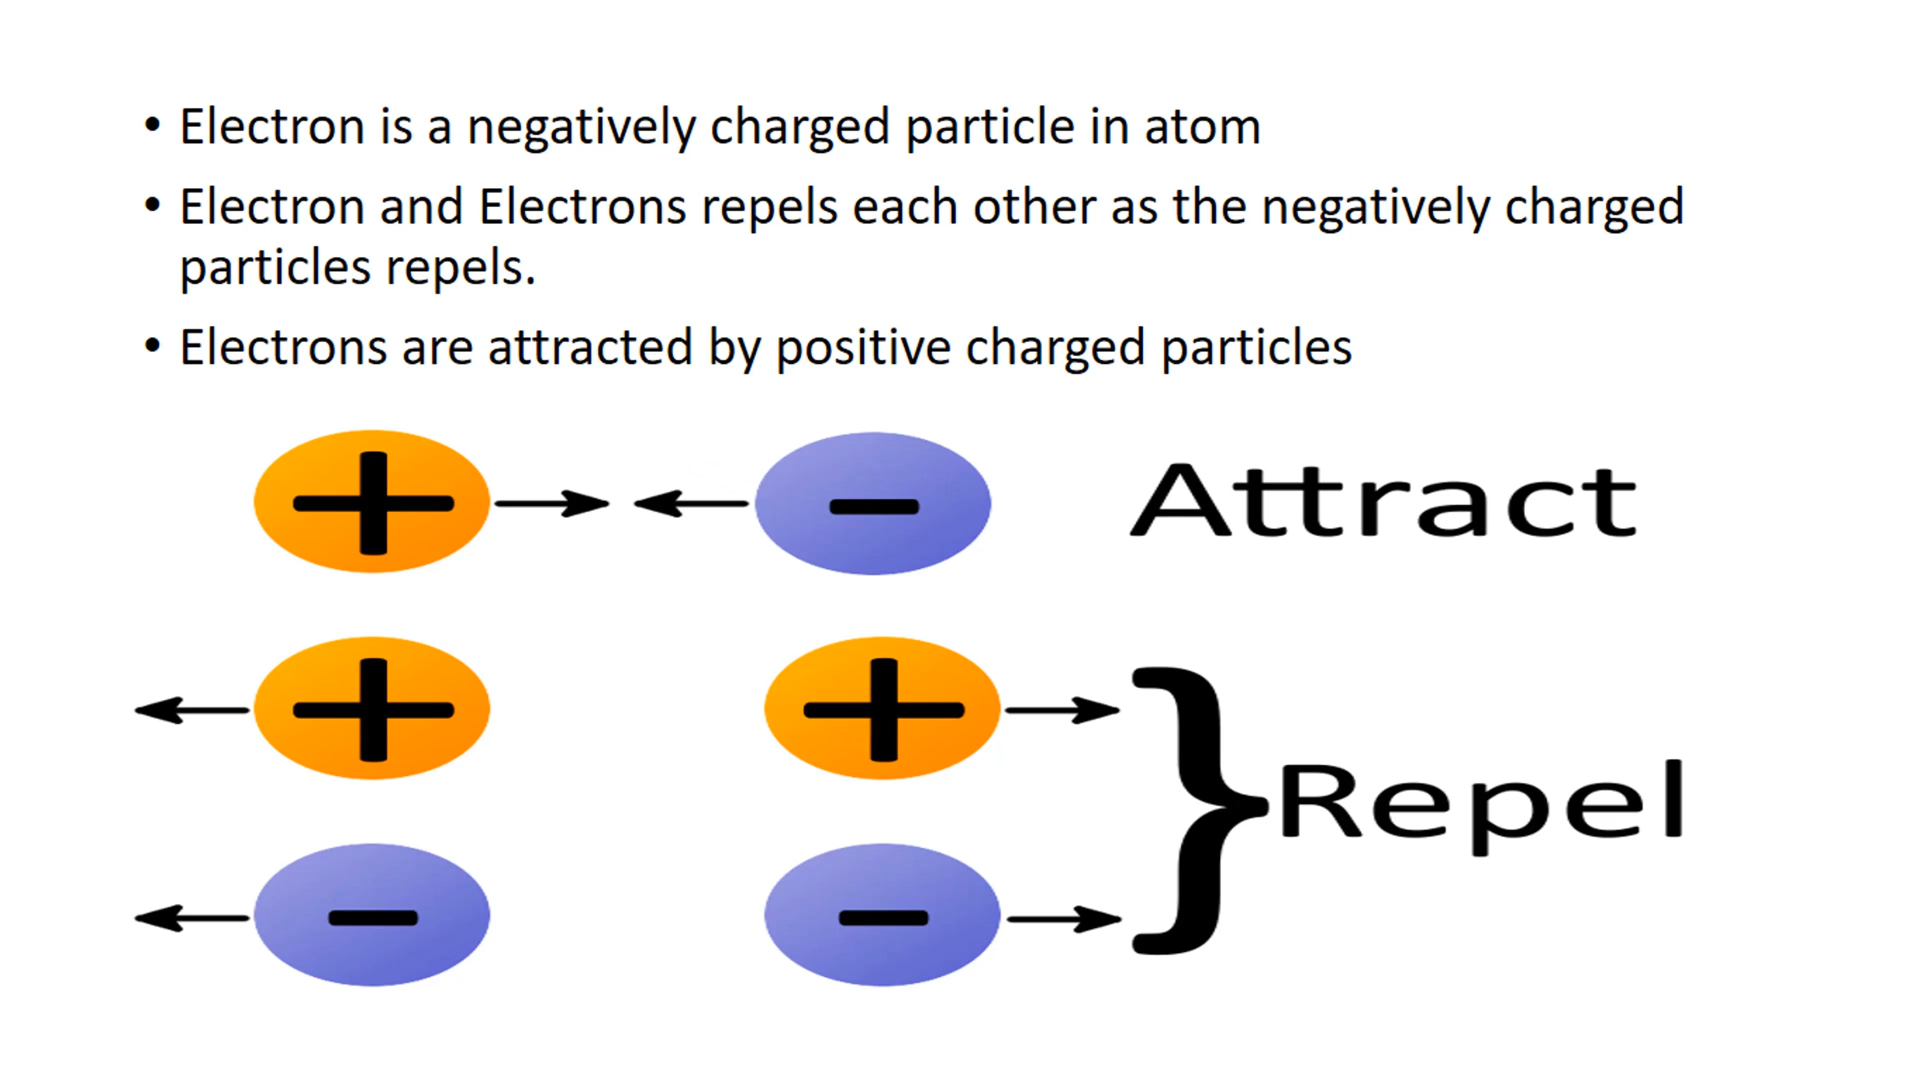 • Electron is a negatively charged particle in atom
• Electron and Electrons repels each other as the negatively charged
particles repels.
• Electrons are attracted by positive charged particles
+ - Attract
+ +
} Repel
- -